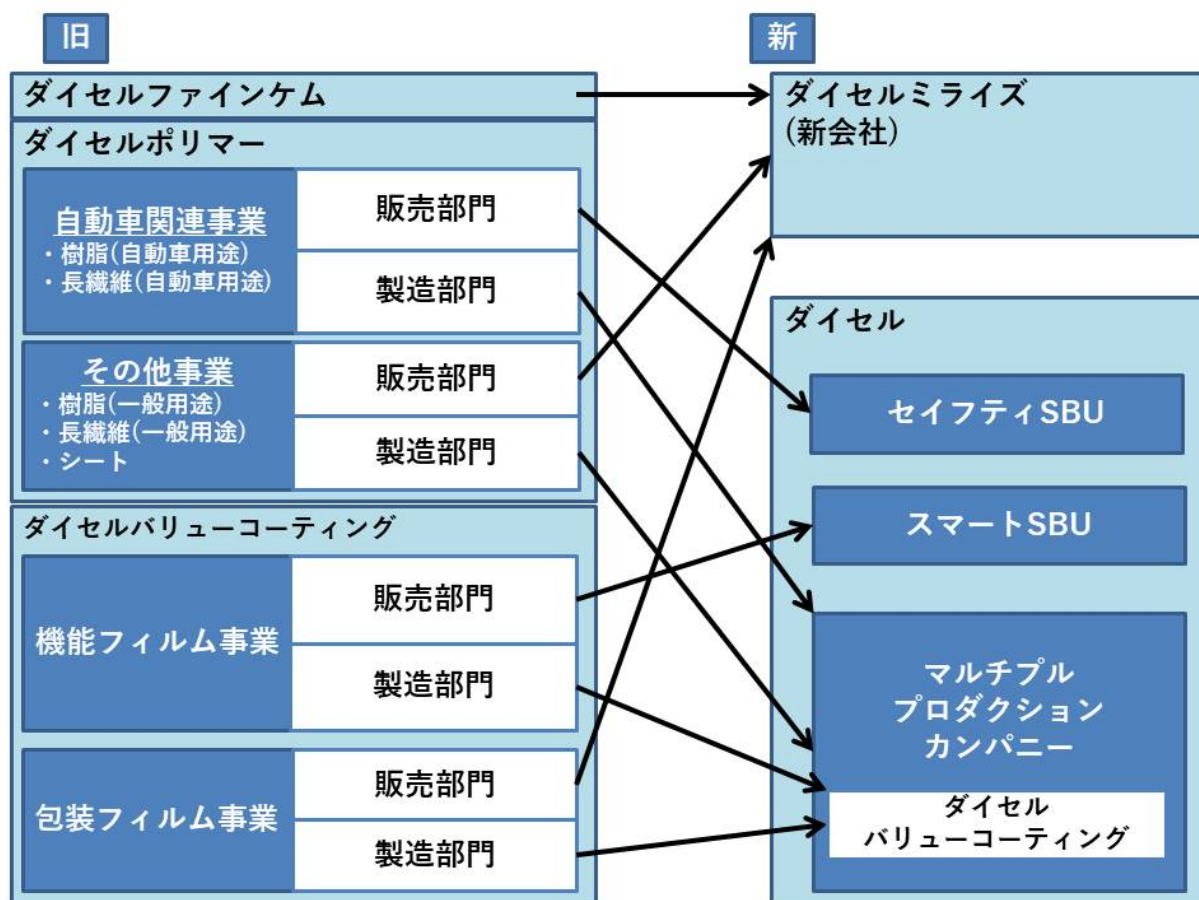 旧
新
ダイセルファインケム
ダイセルポリマー
自動車関連事業
・樹脂(自動車用途)
・長繊維(自動車用途)
販売部門
製造部門
その他事業
・樹脂(一般用途)
・長繊維(一般用途)
・シート
販売部門
製造部門
ダイセルバリューコーティング
機能フィルム事業
販売部門
製造部門
包装フィルム事業
販売部門
製造部門
ダイセルミライズ
(新会社)
ダイセル
セイフティSBU
スマートSBU
マルチプル
プロダクション
カンパニー
ダイセル
バリューコーティング